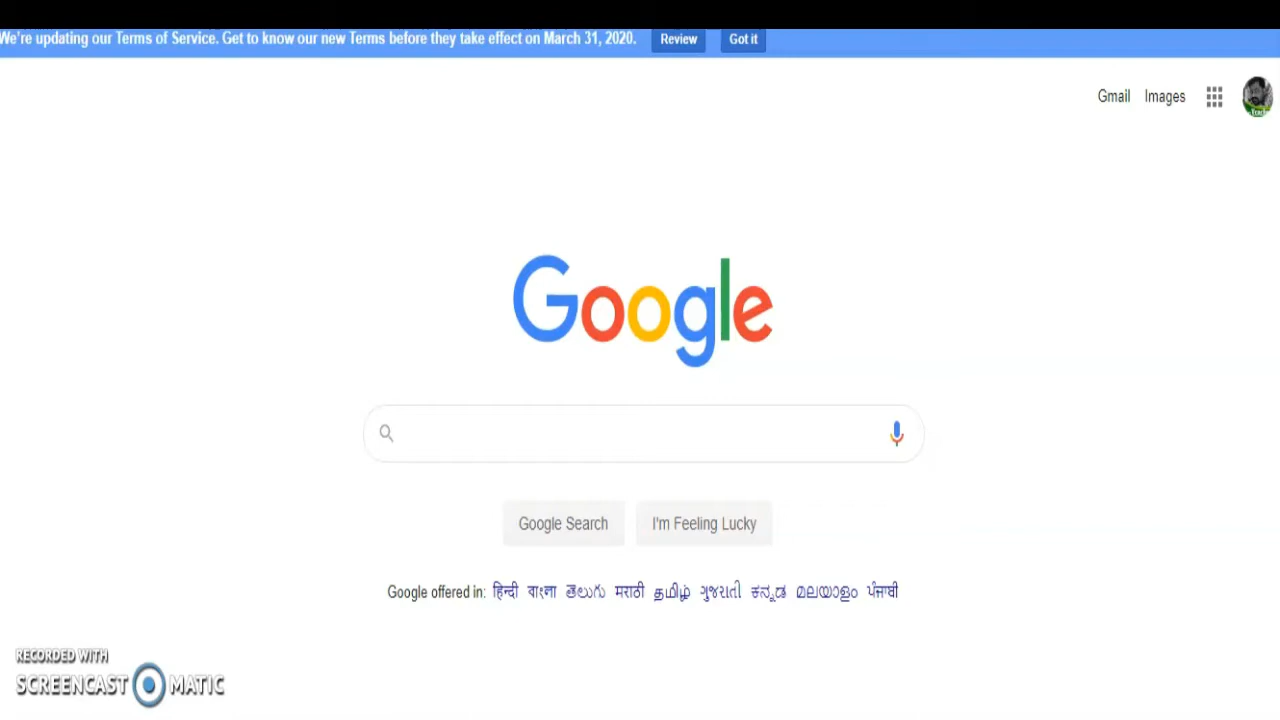 We're updating our Terms of Service. Get to know our new Terms before they take effect on March 31, 2020. Review Got it
Gmail Images
Google
Google Search I'm Feeling Lucky
Google offered in: हिन्दी বাংলা తెలుగు मराठी தமிழ் ગુજરાતી ಕನ್ನಡ മലയാളം ਪੰਜਾਬੀ
RECORDED WITH
SCREENCAST MATIC